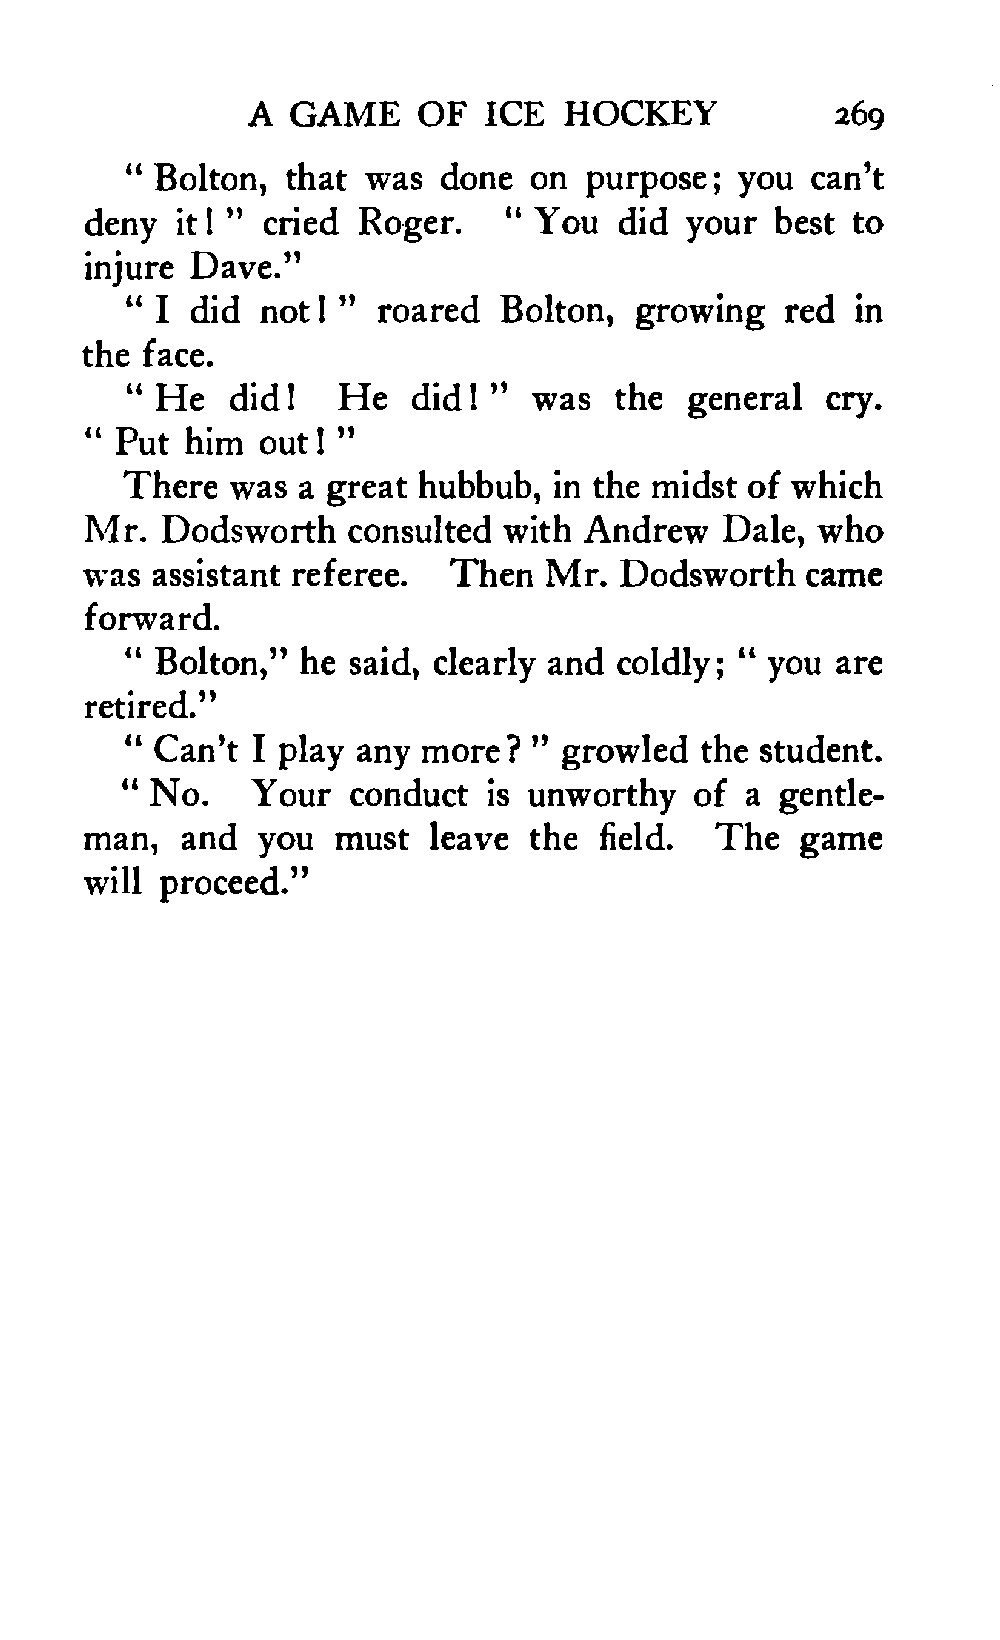 A GAME OF ICE HOCKEY 269
" Bolton, that was done on purpose; you can't
deny it! " cried Roger. " You did your best to
injure Dave."
" I did not! " roared Bolton, growing red in
the face.
" He did! He did! " was the general cry.
" Put him out! "
There was a great hubbub, in the midst of which
Mr. Dodsworth consulted with Andrew Dale, who
was assistant referee. Then Mr. Dodsworth came
forward.
" Bolton," he said, clearly and coldly; " you are
retired."
" Can't I play any more? " growled the student.
" No. Your conduct is unworthy of a gentle-
man, and you must leave the field. The game
will proceed."